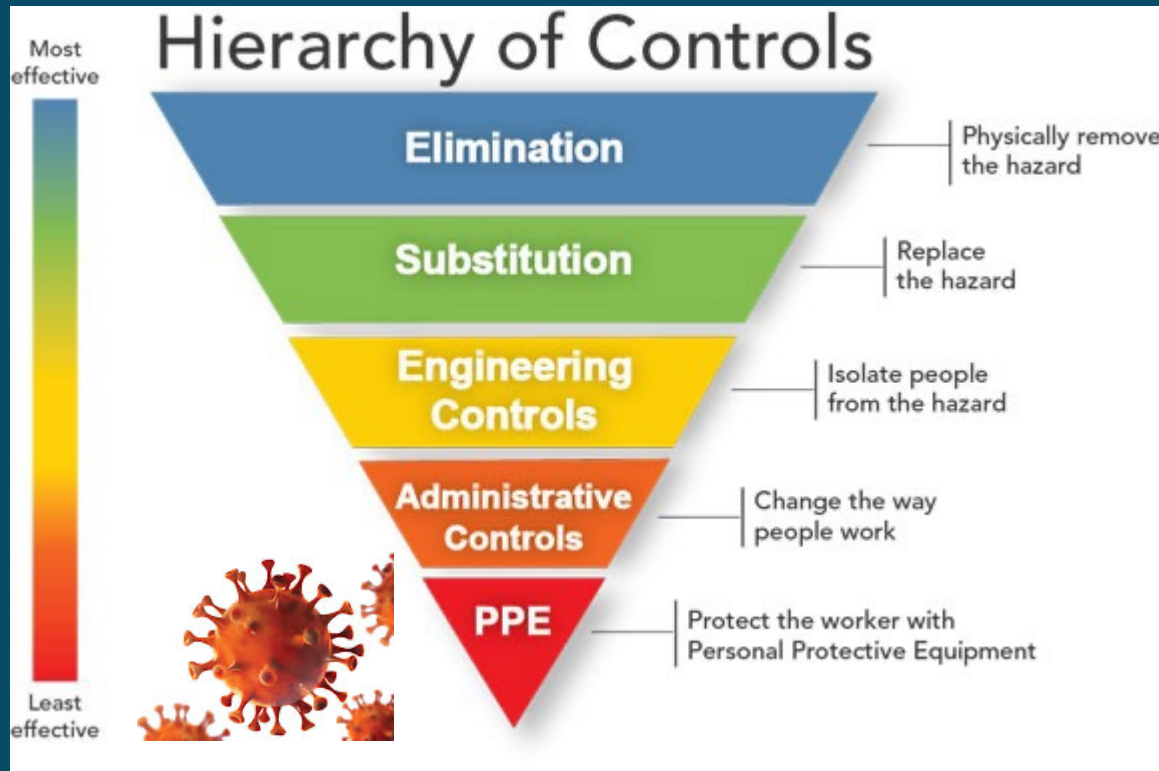 Hierarchy of Controls
Most
effective
Elimination
Physically remove
the hazard
Substitution
Replace
the hazard
Engineering
Controls
Isolate people
from the hazard
Administrative
Controls
Change the way
people work
PPE
Protect the worker with
Personal Protective Equipment
Least
effective